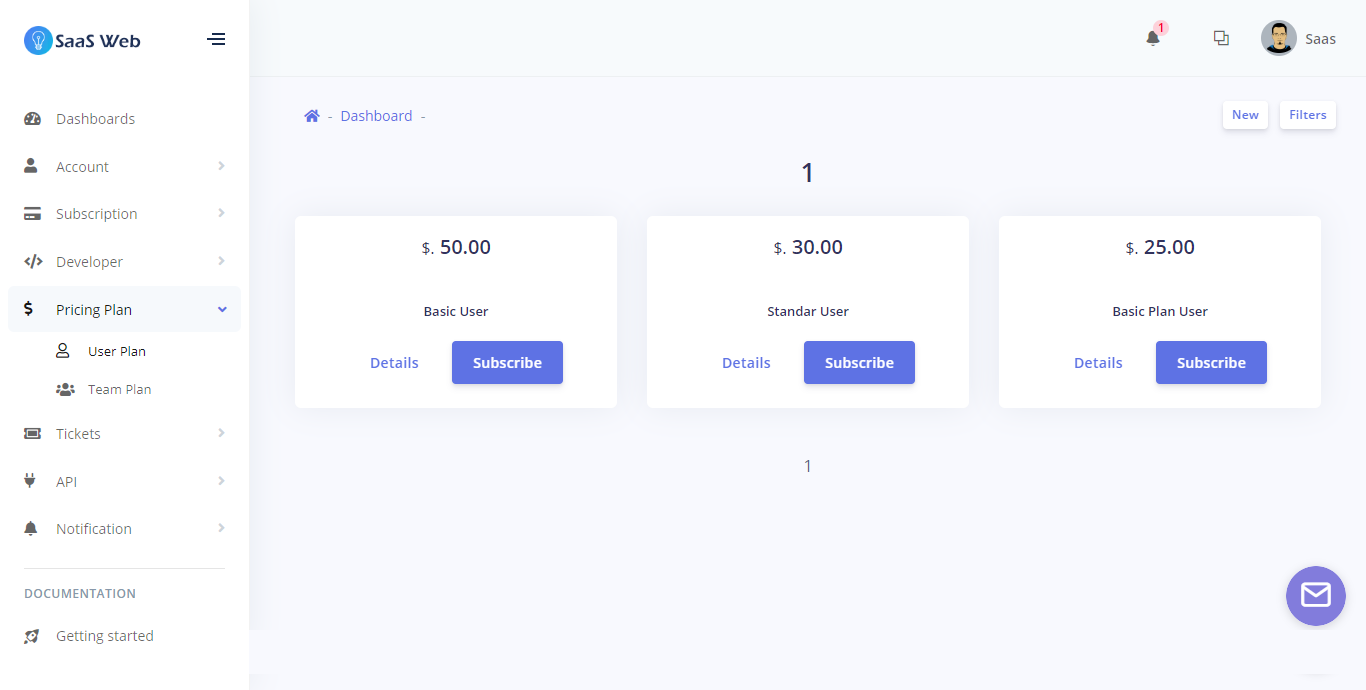 SaaS Web
1
Saas
Dashboards
Account
Subscription
Developer
$ Pricing Plan
User Plan
Team Plan
Tickets
API
Notification
DOCUMENTATION
Getting started
- Dashboard -
New
Filters
1
$. 50.00
Basic User
Details
Subscribe
$. 30.00
Standar User
Details
Subscribe
$. 25.00
Basic Plan User
Details
Subscribe
1